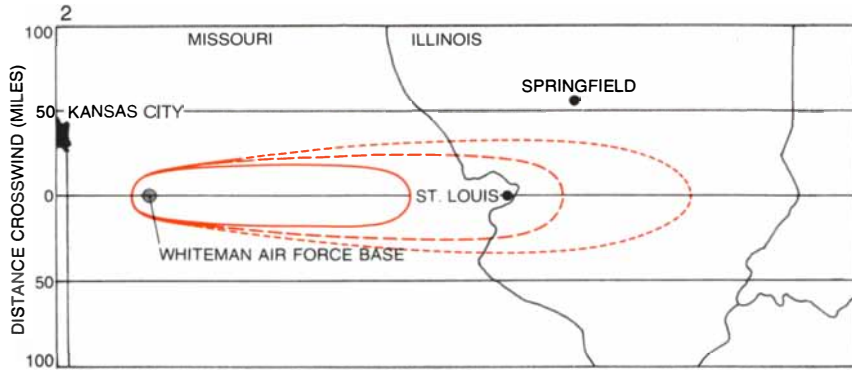 2
100
MISSOURI
ILLINOIS
SPRINGFIELD
50
KANSAS CITY
0
ST. LOUIS
WHITEMAN AIR FORCE BASE
50
100
DISTANCE CROSSWIND (MILES)